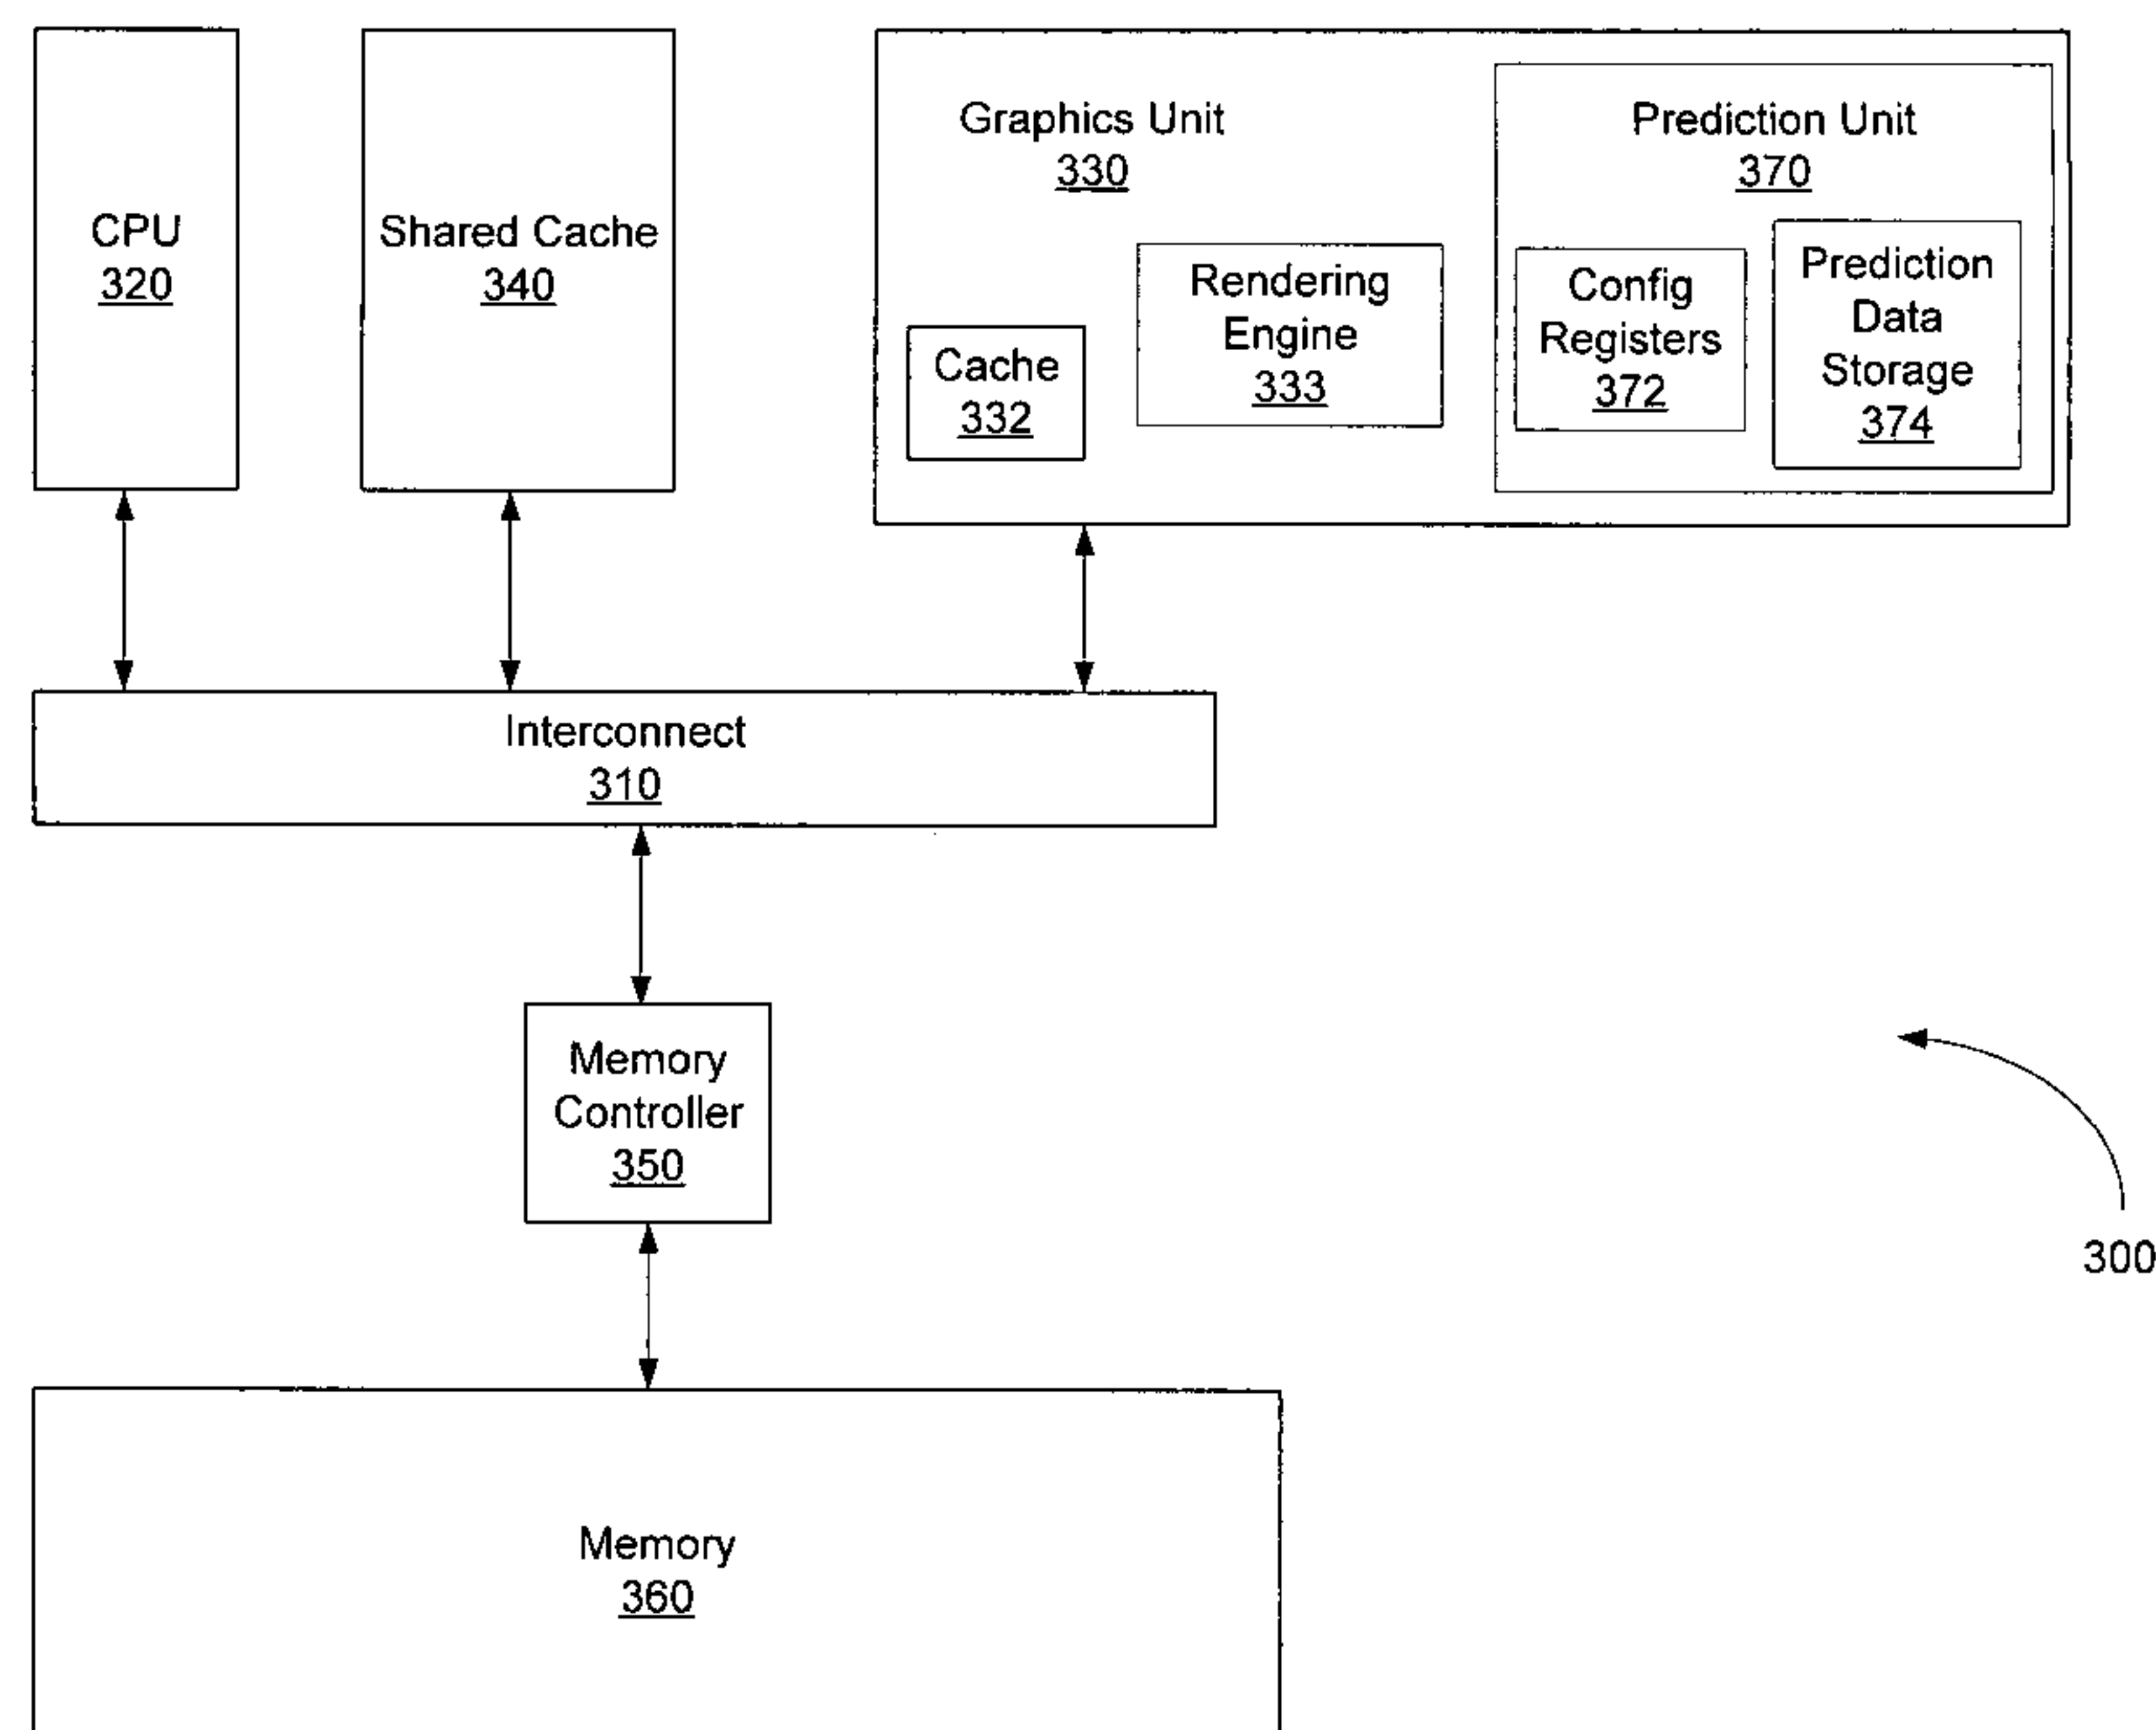 CPU
320
Shared Cache
340
Graphics Unit
330
Cache
332
Rendering
Engine
333
Prediction Unit
370
Config
Registers
372
Prediction
Data
Storage
374
Interconnect
310
Memory
Controller
350
300
Memory
360